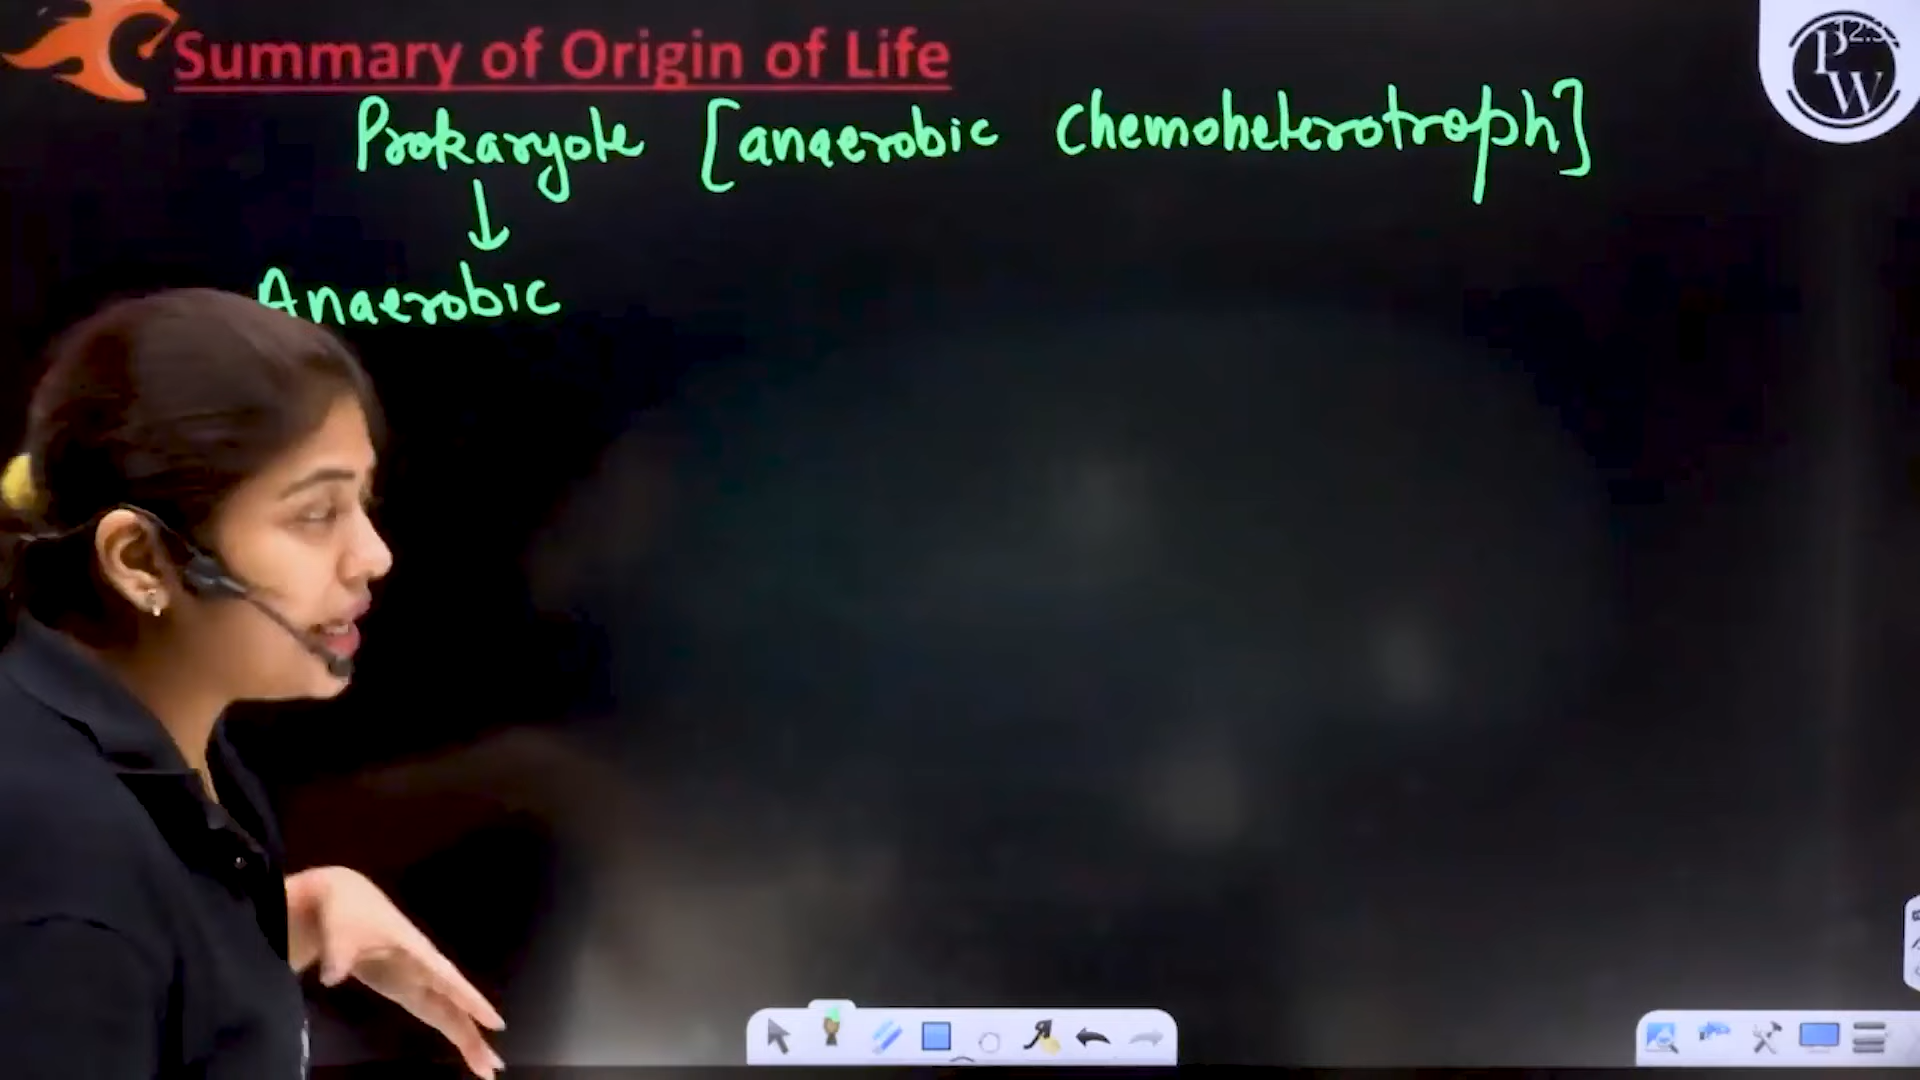 Summary of Origin of Life
Prokaryote [anaerobic chemoheterotroph]
↓
Anaerobic
P
W